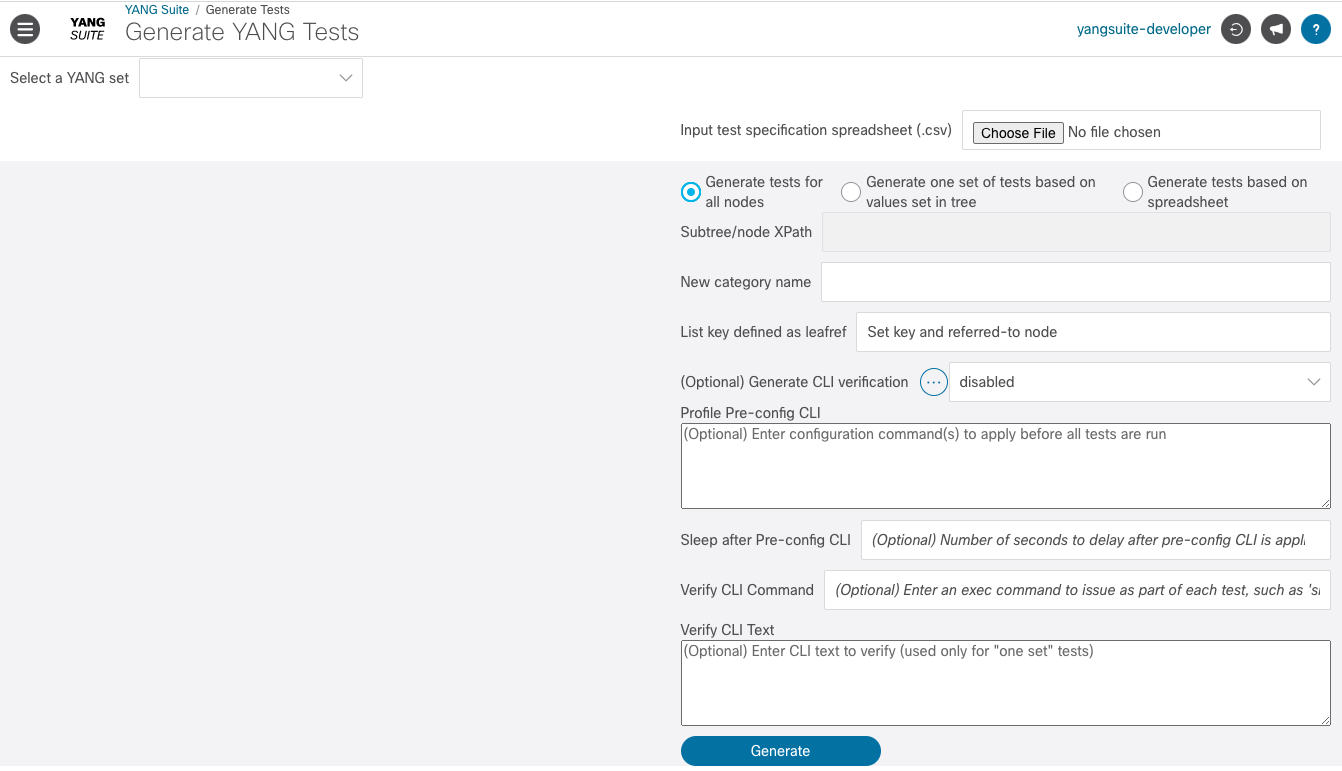 YANG
SUITE
YANG Suite / Generate Tests
Generate YANG Tests
yangsuite-developer
?
Select a YANG set
Input test specification spreadsheet (.csv)
Choose File No file chosen
Generate tests for
all nodes
Generate one set of tests based on
values set in tree
Generate tests based on
spreadsheet
Subtree/node XPath
New category name
List key defined as leafref
Set key and referred-to node
(Optional) Generate CLI verification
disabled
Profile Pre-config CLI
(Optional) Enter configuration command(s) to apply before all tests are run
Sleep after Pre-config CLI
(Optional) Number of seconds to delay after pre-config CLI is appli
Verify CLI Command
(Optional) Enter an exec command to issue as part of each test, such as 's
Verify CLI Text
(Optional) Enter CLI text to verify (used only for "one set" tests)
Generate